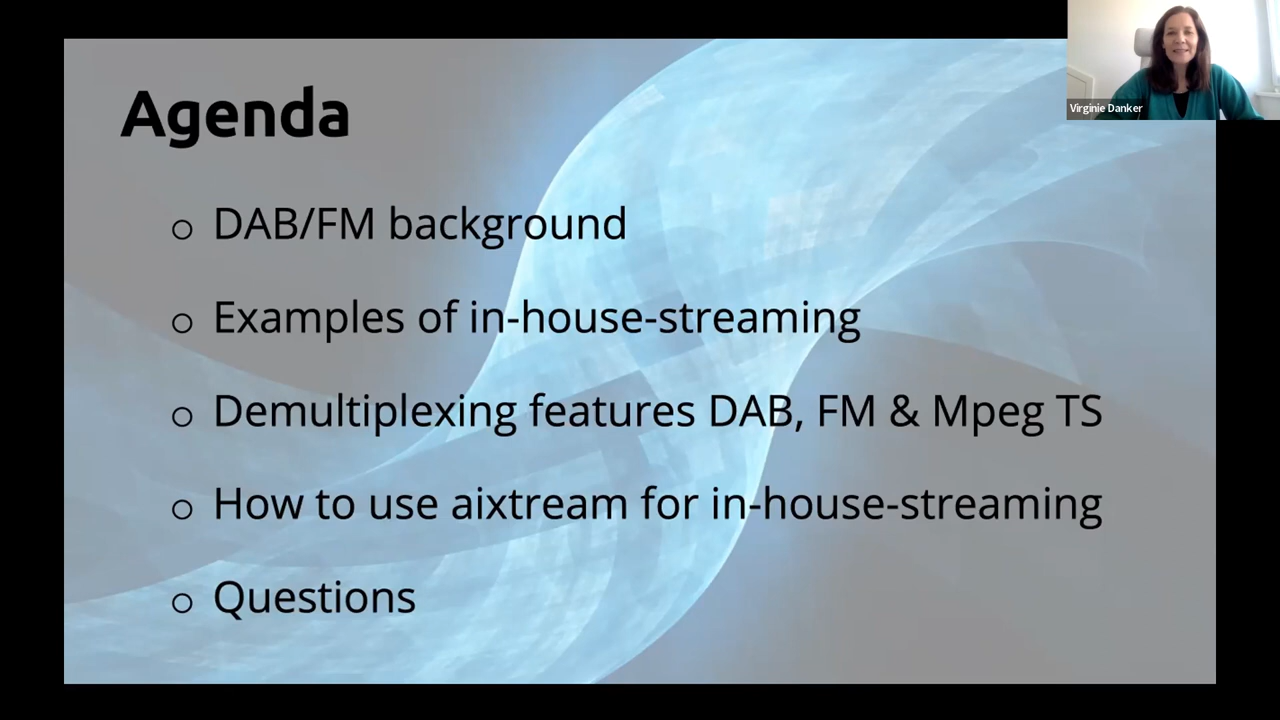 Agenda
Virginie Danker
DAB/FM background
Examples of in-house-streaming
Demultiplexing features DAB, FM & Mpeg TS
How to use aixtream for in-house-streaming
Questions